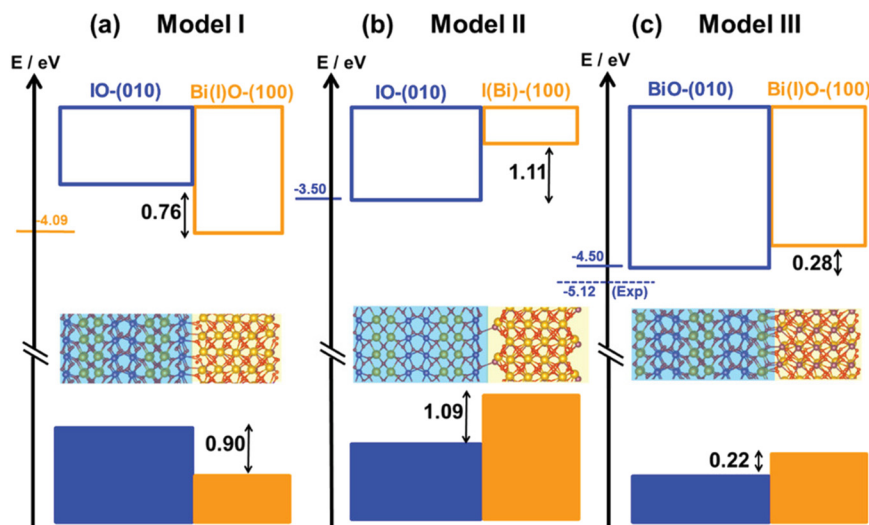 (a) Model I
E / eV
IO-(010)
Bi(I)O-(100)
0.76
-4.09
0.90
(b) Model II
E / eV
IO-(010)
I(Bi)-(100)
1.11
-3.50
1.09
(c) Model III
E / eV
BiO-(010)
Bi(I)O-(100)
-4.50
0.28
-5.12 (Exp)
0.22